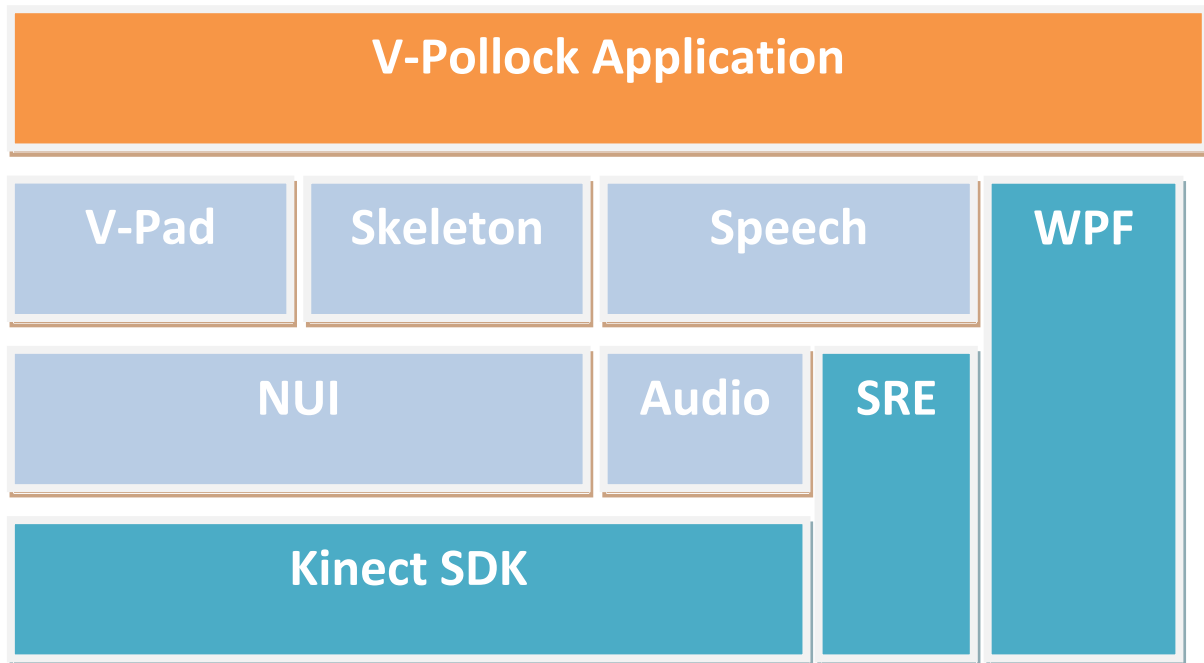 V-Pollock Application
V-Pad
Skeleton
Speech
WPF
NUI
Audio
SRE
Kinect SDK